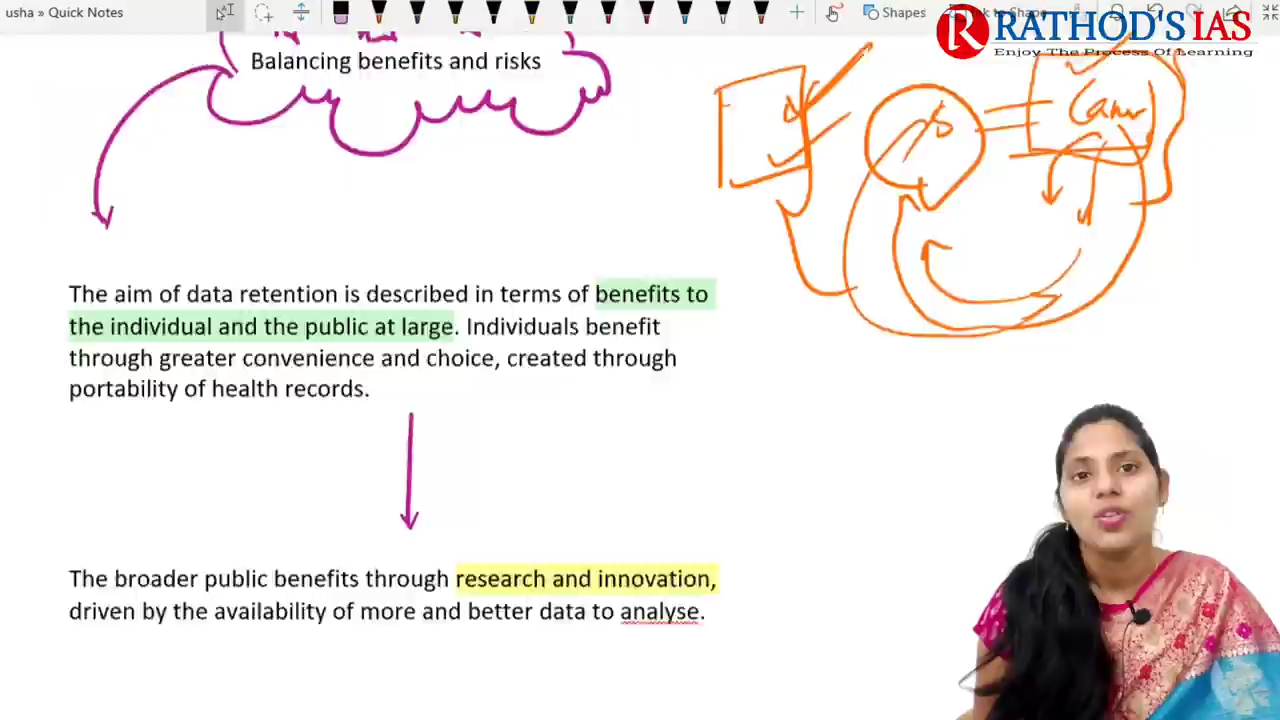 usha » Quick Notes
Shapes
RATHOD'S IAS
Enjoy The Process Of Learning
Balancing benefits and risks
The aim of data retention is described in terms of benefits to
the individual and the public at large. Individuals benefit
through greater convenience and choice, created through
portability of health records.
The broader public benefits through research and innovation,
driven by the availability of more and better data to analyse.